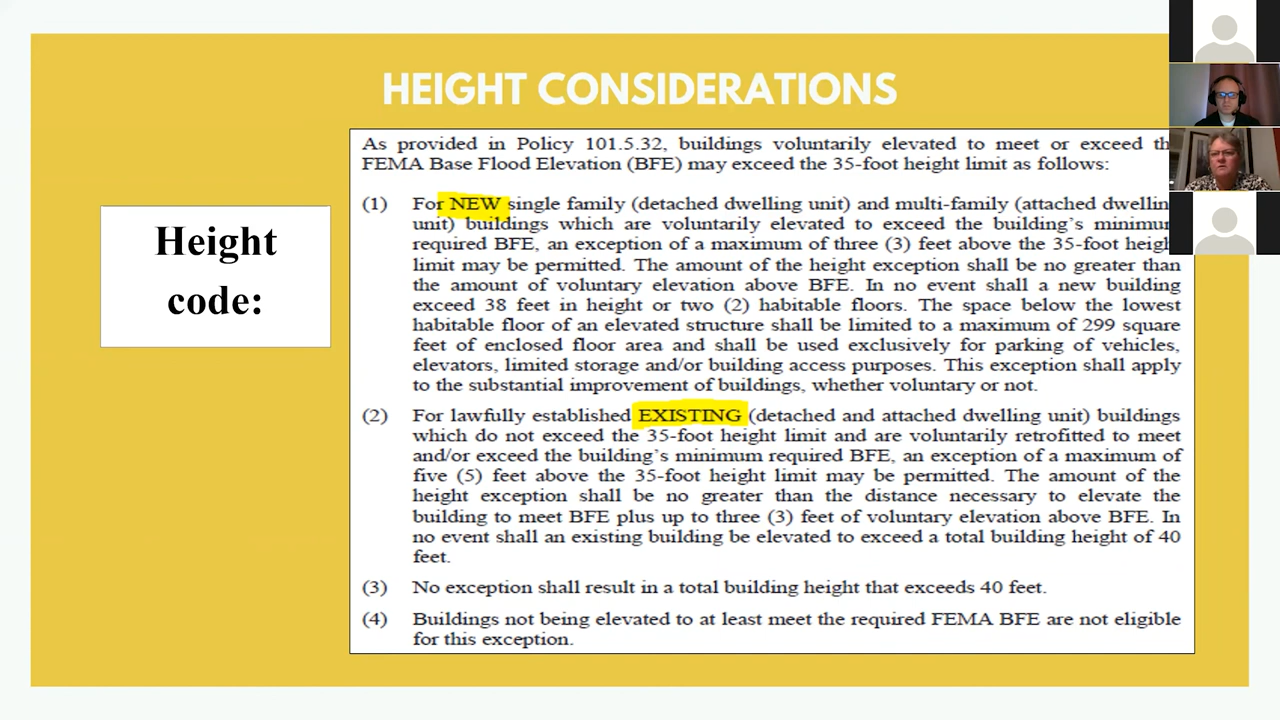 HEIGHT CONSIDERATIONS
Height
code:
As provided in Policy 101.5.32, buildings voluntarily elevated to meet or exceed
FEMA Base Flood Elevation (BFE) may exceed the 35-foot height limit as follows:
(1) For NEW single family (detached dwelling unit) and multi-family (attached
unit) buildings which are voluntarily elevated to exceed the building's
required BFE, an exception of a maximum of three (3) feet above the 35-foot
limit may be permitted. The amount of the height exception shall be no greater than
the amount of voluntary elevation above BFE. In no event shall a new building
exceed 38 feet in height or two (2) habitable floors. The space below the lowest
habitable floor of an elevated structure shall be limited to a maximum of 299 square
feet of enclosed floor area and shall be used exclusively for parking of vehicles,
elevators, limited storage and/or building access purposes. This exception shall apply
to the substantial improvement of buildings, whether voluntary or not.
(2) For lawfully established EXISTING (detached and attached dwelling unit) buildings
which do not exceed the 35-foot height limit and are voluntarily retrofitted to meet
and/or exceed the building's minimum required BFE, an exception of a maximum of
five (5) feet above the 35-foot height limit may be permitted. The amount of the
height exception shall be no greater than the distance necessary to elevate the
building to meet BFE plus up to three (3) feet of voluntary elevation above BFE. In
no event shall an existing building be elevated to exceed a total building height of 40
feet.
(3) No exception shall result in a total building height that exceeds 40 feet.
(4) Buildings not being elevated to at least meet the required FEMA BFE are not eligible
for this exception.